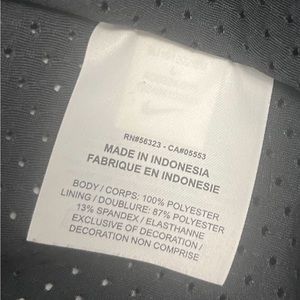 RN#56323 - CA#05553
MADE IN INDONESIA
FABRIQUE EN INDONESIE
BODY / CORPS: 100% POLYESTER
LINING / DOUBLURE: 87% POLYESTER
13% SPANDEX / ELASTHANNE
EXCLUSIVE OF DECORATION /
DECORATION NON COMPRISE